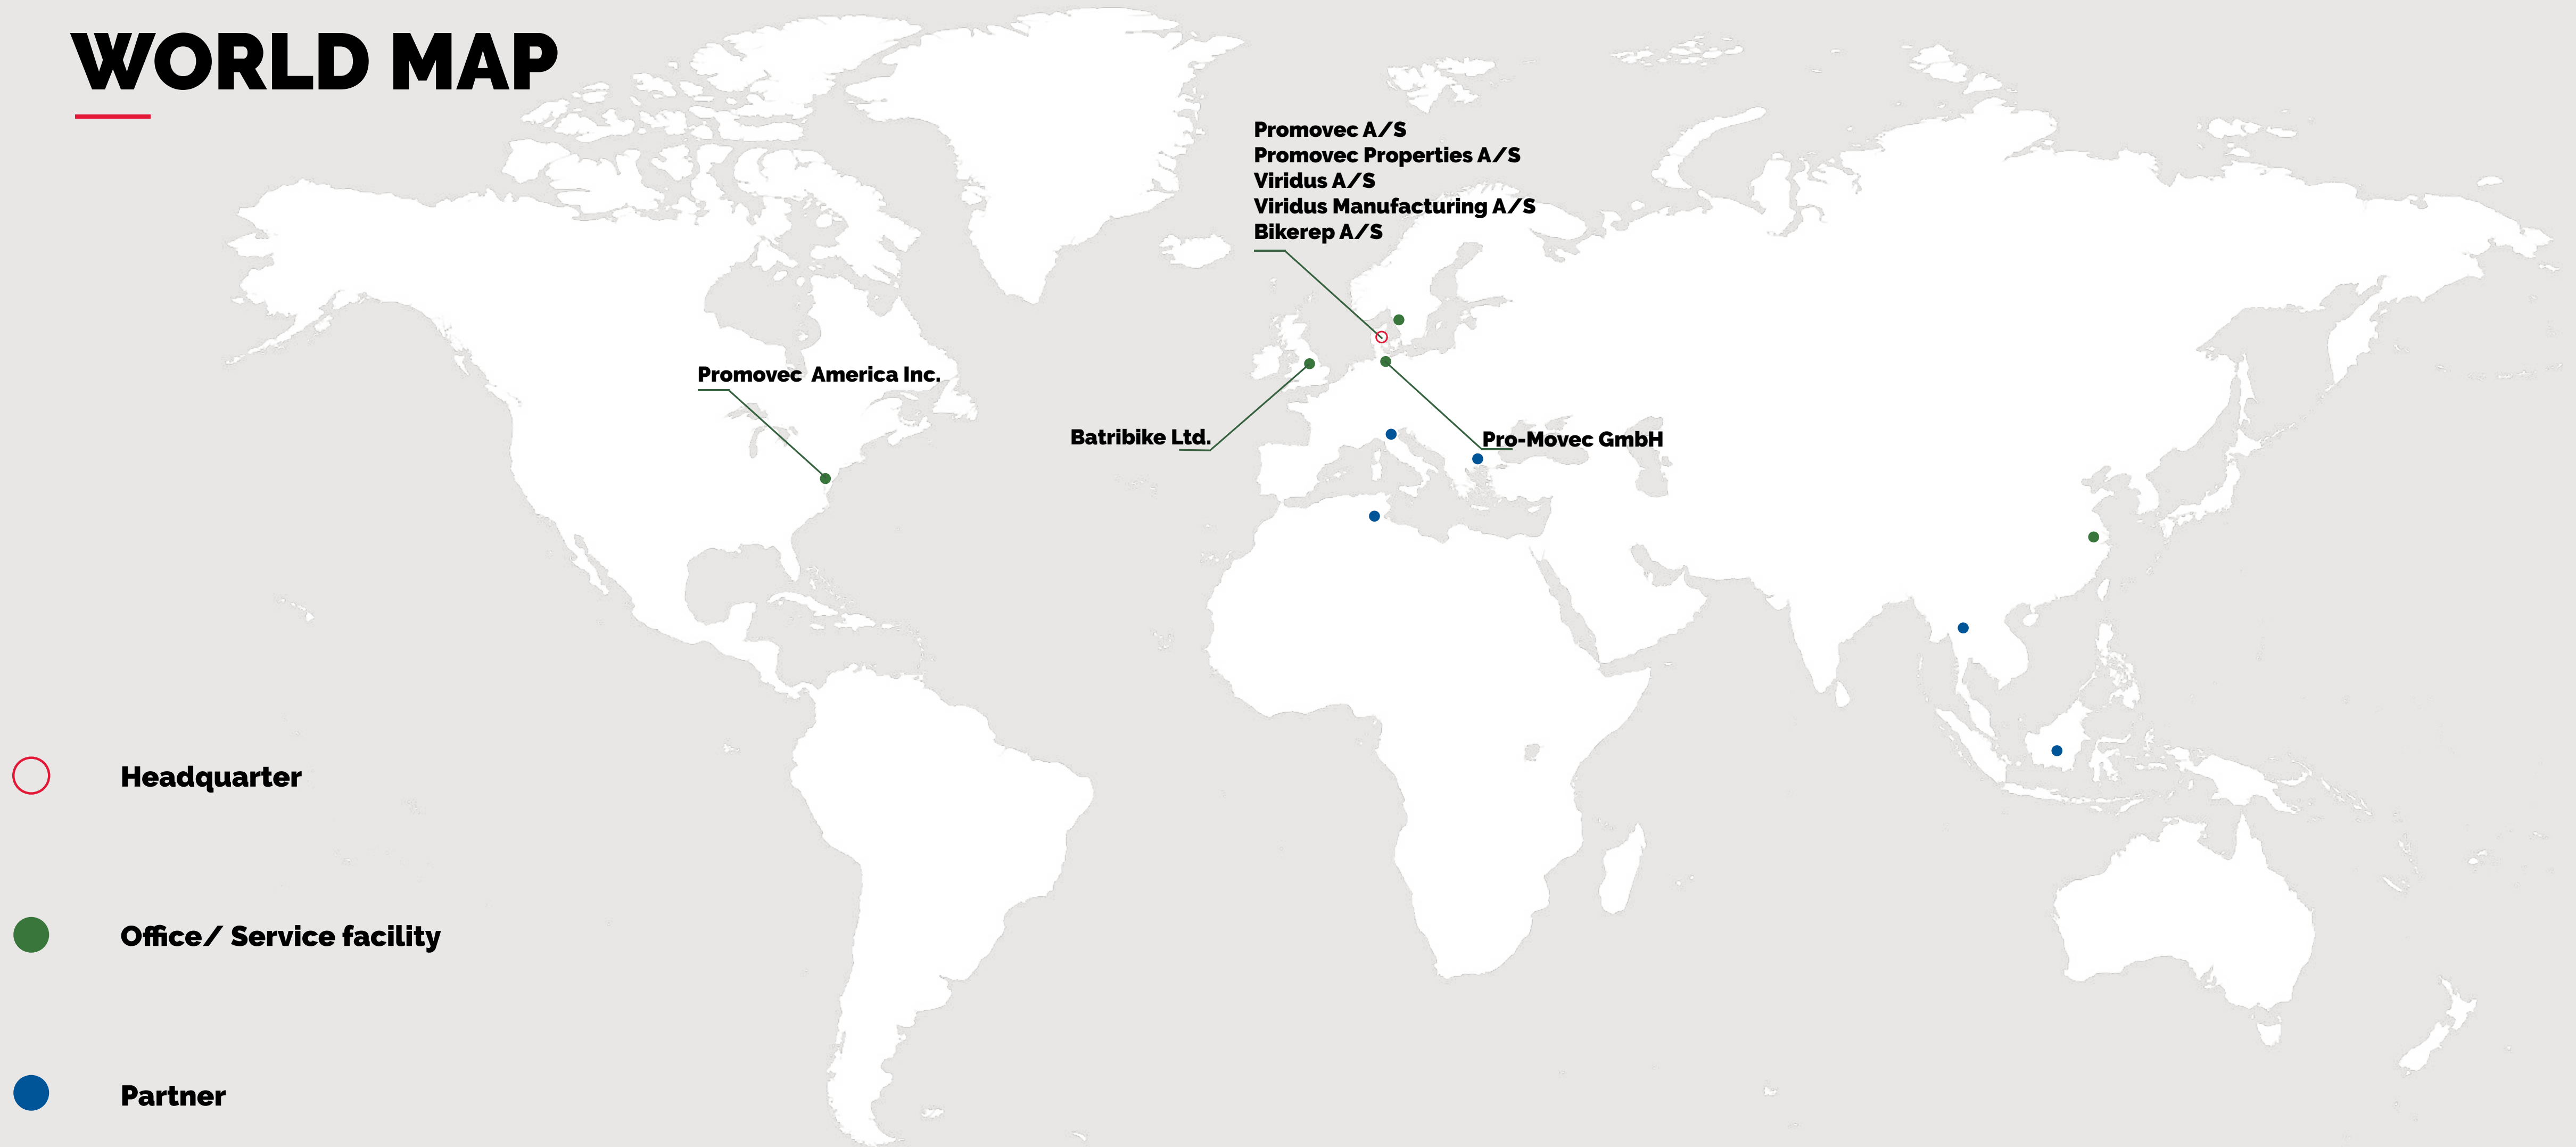 WORLD MAP
Promovec A/S
Promovec Properties A/S
Viridus A/S
Viridus Manufacturing A/S
Bikerep A/S
Promovec  America Inc.
Batribike Ltd.
Pro-Movec GmbH
Headquarter
Office/ Service facility
Partner